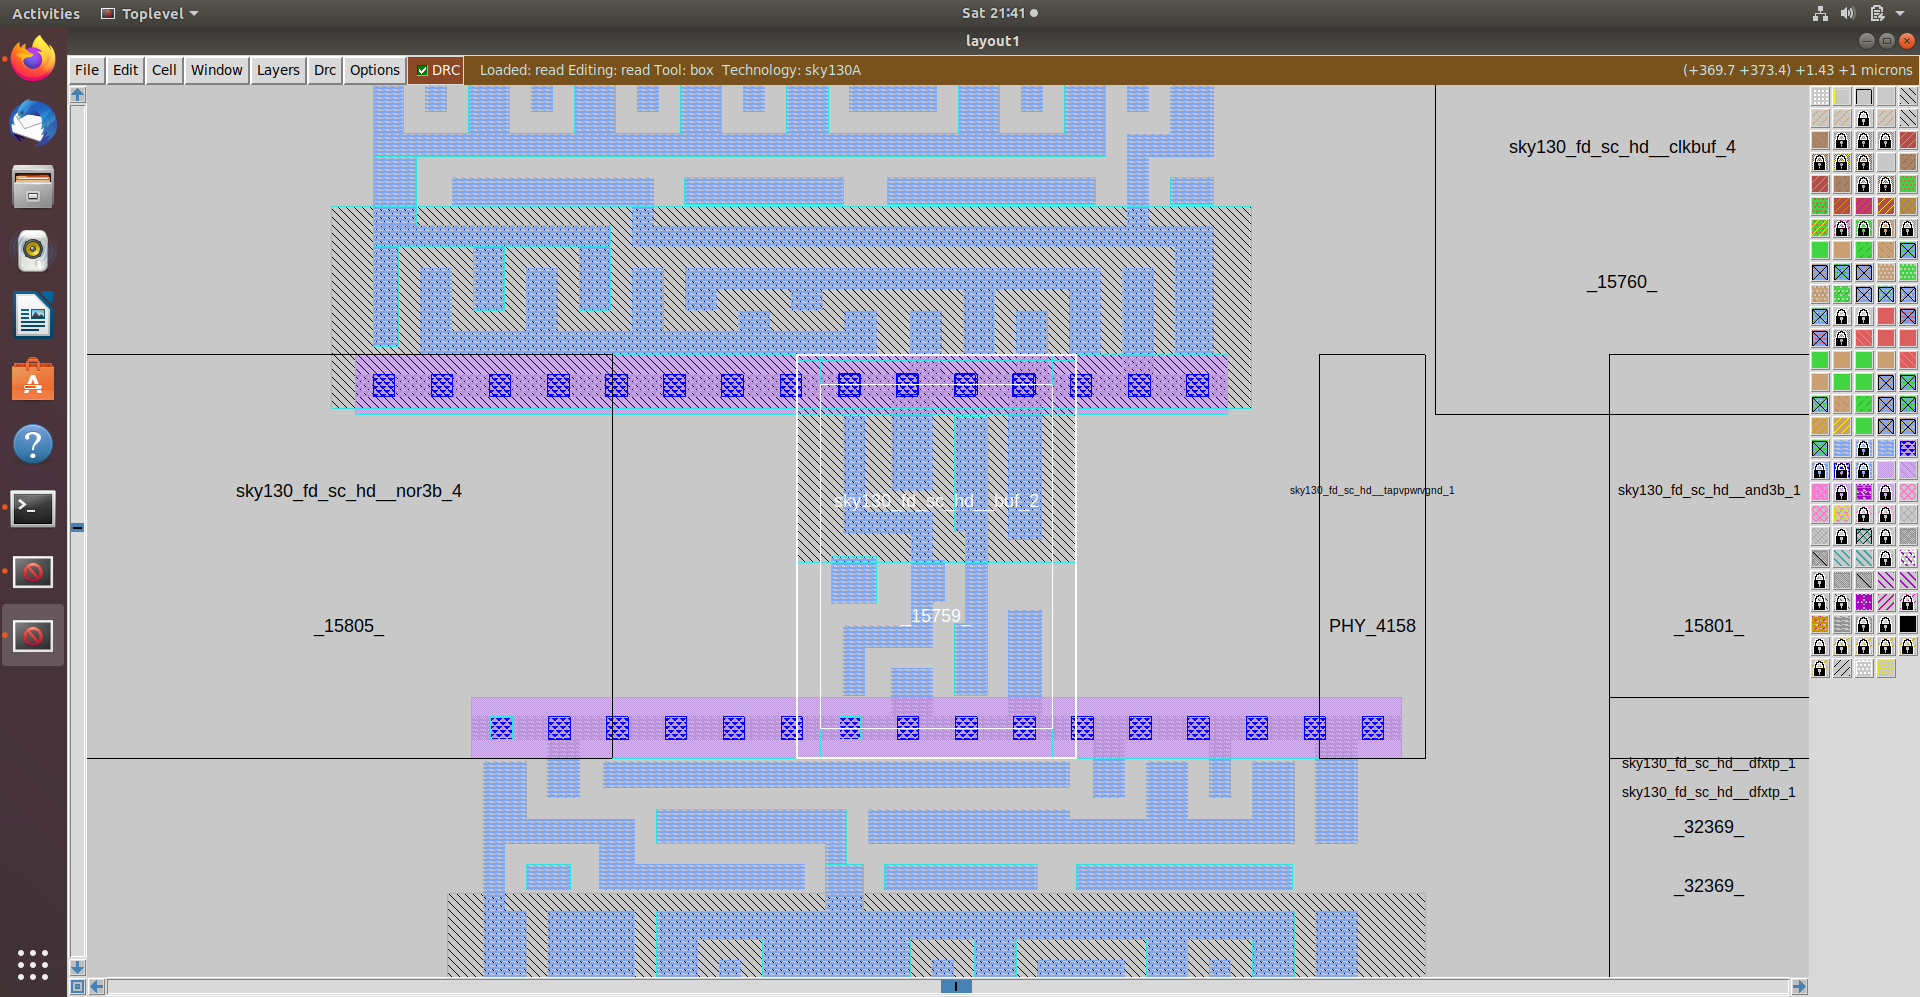 Activities
Toplevel
Sat 21:41
layout1
File Edit Cell Window Layers Drc Options DRC Loaded: read Editing: read Tool: box Technology: sky130A (+369.7 +373.4) +1.43 +1 microns
sky130_fd_sc_hd__clkbuf_4
_15760_
sky130_fd_sc_hd__nor3b_4
sky130_fd_sc_hd__buf_2
sky130_fd_sc_hd__tapvpwrvgnd_1
sky130_fd_sc_hd__and3b_1
_15759_
_15805_
PHY_4158
_15801_
sky130_fd_sc_hd__dfxtp_1
sky130_fd_sc_hd__dfxtp_1
_32369_
_32369_